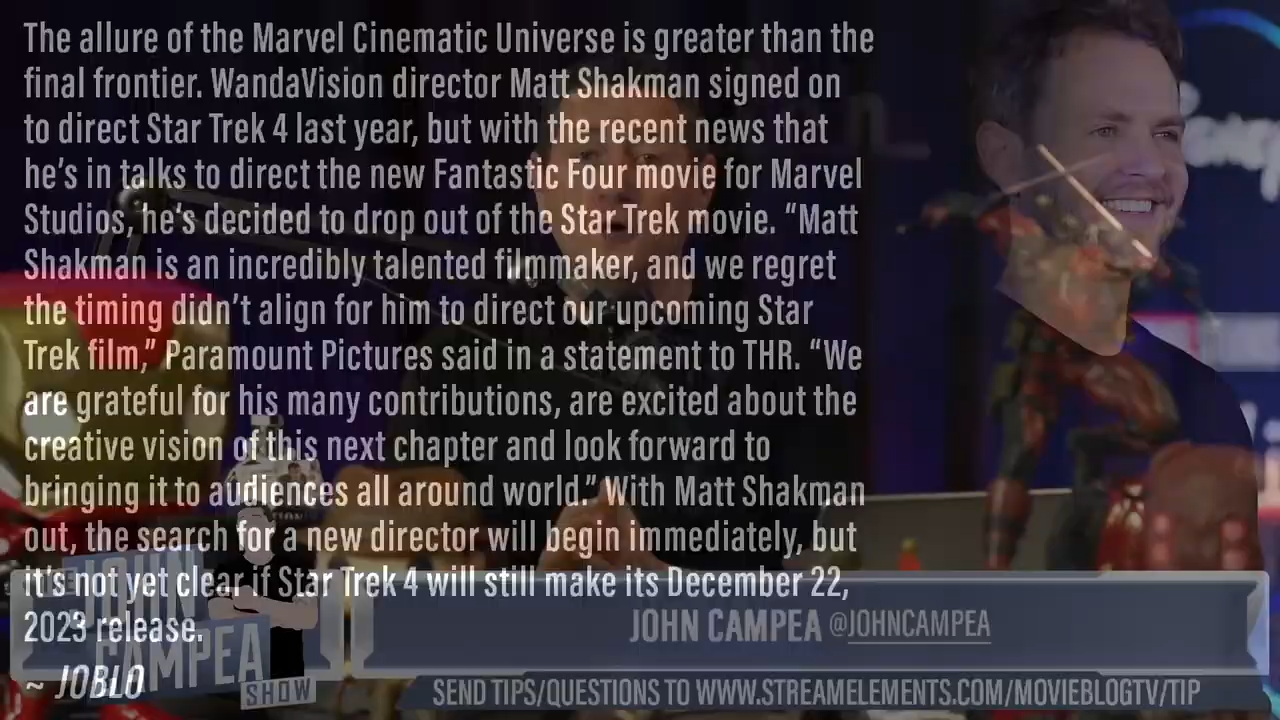 The allure of the Marvel Cinematic Universe is greater than the
final frontier. WandaVision director Matt Shakman signed on
to direct Star Trek 4 last year, but with the recent news that
he's in talks to direct the new Fantastic Four movie for Marvel
Studios, he's decided to drop out of the Star Trek movie. “Matt
Shakman is an incredibly talented filmmaker, and we regret
the timing didn't align for him to direct our upcoming Star
Trek film,” Paramount Pictures said in a statement to THR. “We
are grateful for his many contributions, are excited about the
creative vision of this next chapter and look forward to
bringing it to audiences all around world.” With Matt Shakman
out, the search for a new director will begin immediately, but
it's not yet clear if Star Trek 4 will still make its December 22,
2023 release.
~ JOBLO
JOHN
CAMPEA
SHOW
JOHN CAMPEA @JOHNCAMPEA
SEND TIPS/QUESTIONS TO WWW.STREAMELEMENTS.COM/MOVIEBLOGTV/TIP